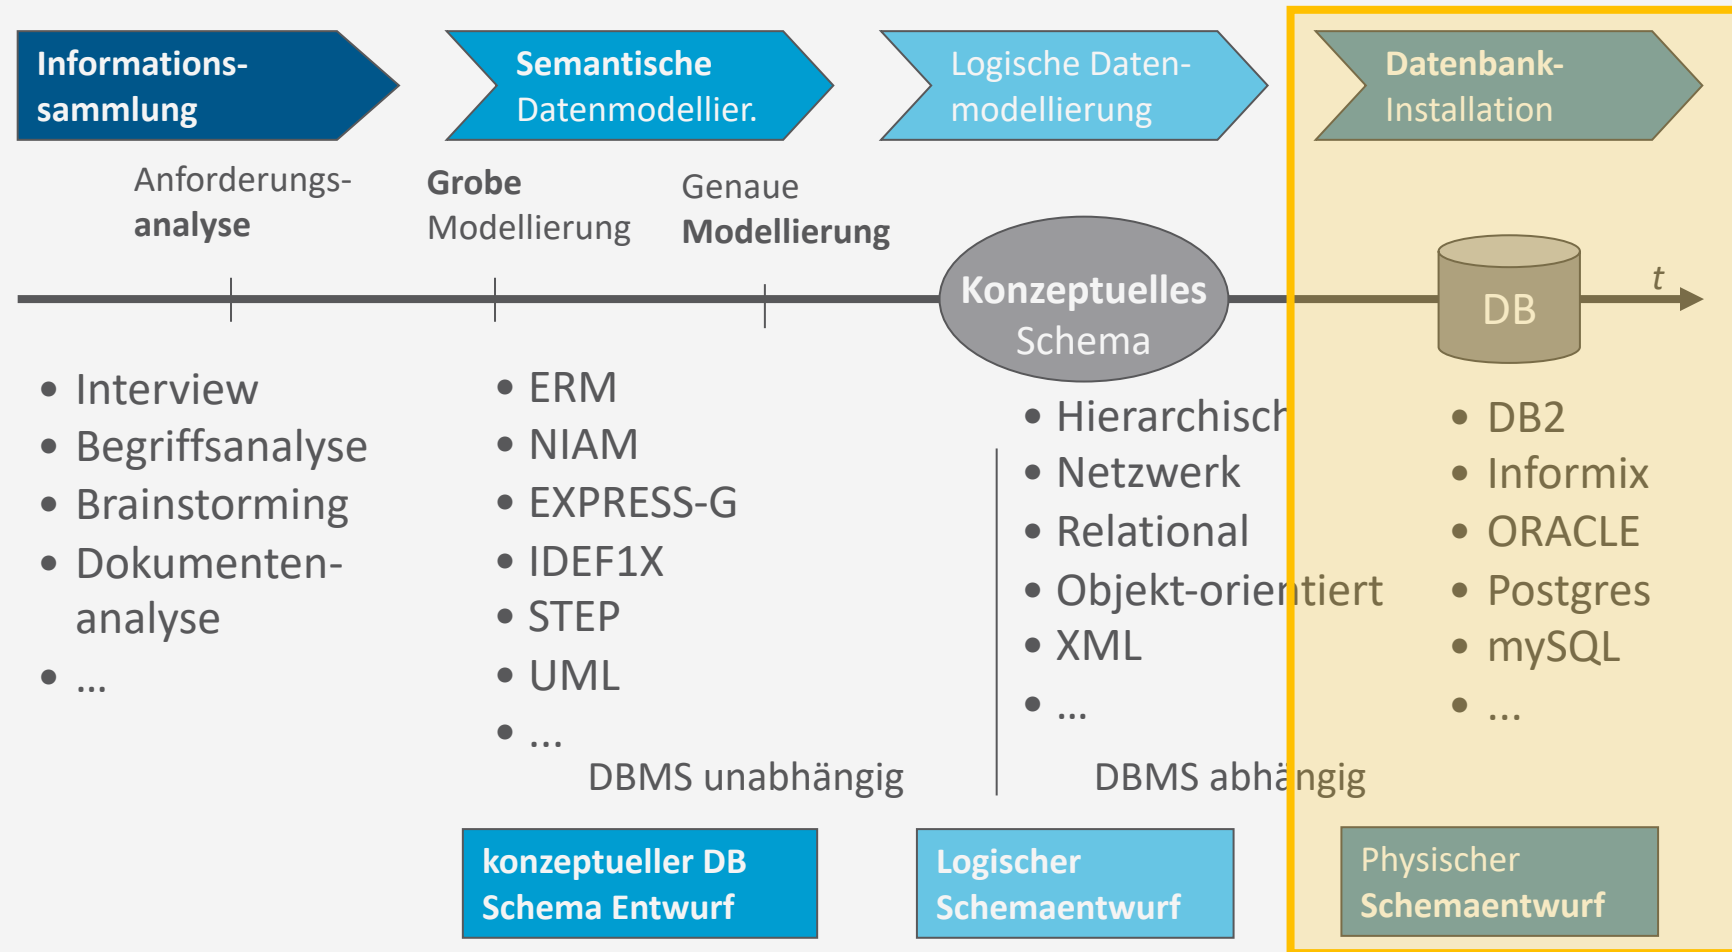 Informations-
sammlung
Semantische
Datenmodellier.
Logische Daten-
modellierung
Datenbank-
Installation
Anforderungs-
analyse
Grobe
Modellierung
Genaue
Modellierung
Konzeptuelles
Schema
DB
t
• Interview
• Begriffsanalyse
• Brainstorming
• Dokumenten-
analyse
• ...
• ERM
• NIAM
• EXPRESS-G
• IDEF1X
• STEP
• UML
• ...
DBMS unabhängig
• Hierarchisch
• Netzwerk
• Relational
• Objekt-orientiert
• XML
• ...
DBMS abhängig
• DB2
• Informix
• ORACLE
• Postgres
• mySQL
• ...
konzeptueller DB
Schema Entwurf
Logischer
Schemaentwurf
Physischer
Schemaentwurf